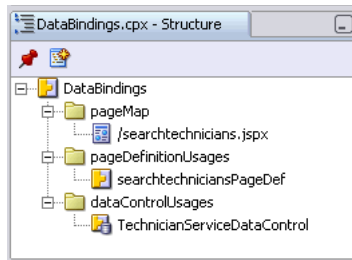 DataBindings.cpx - Structure
DataBindings
pageMap
/searchtechnicians.jspx
pageDefinitionUsages
searchtechniciansPageDef
dataControlUsages
TechnicianServiceDataControl